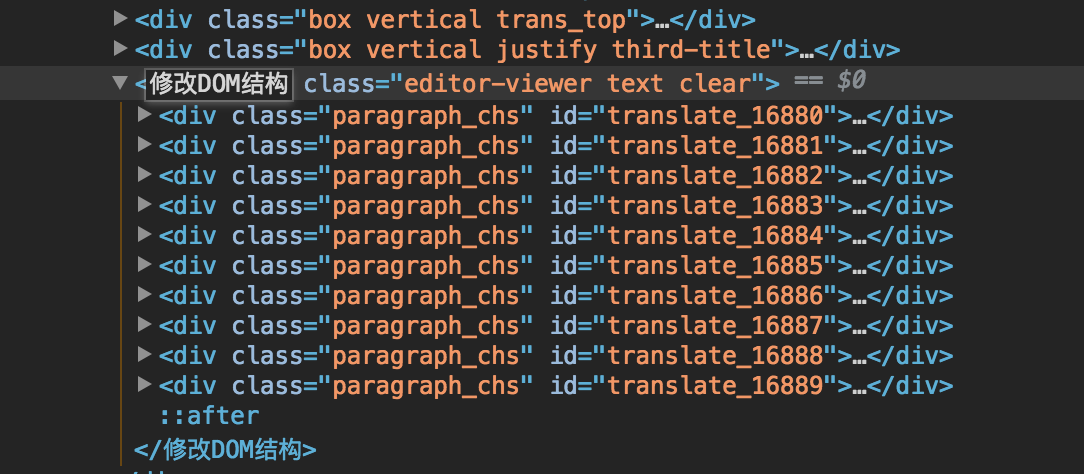 <div class="box vertical trans_top">…</div>
<div class="box vertical justify third-title">…</div>
<修改DOM结构 class="editor-viewer text clear"> == $0
<div class="paragraph_chs" id="translate_16880">…</div>
<div class="paragraph_chs" id="translate_16881">…</div>
<div class="paragraph_chs" id="translate_16882">…</div>
<div class="paragraph_chs" id="translate_16883">…</div>
<div class="paragraph_chs" id="translate_16884">…</div>
<div class="paragraph_chs" id="translate_16885">…</div>
<div class="paragraph_chs" id="translate_16886">…</div>
<div class="paragraph_chs" id="translate_16887">…</div>
<div class="paragraph_chs" id="translate_16888">…</div>
<div class="paragraph_chs" id="translate_16889">…</div>
::after
</修改DOM结构>